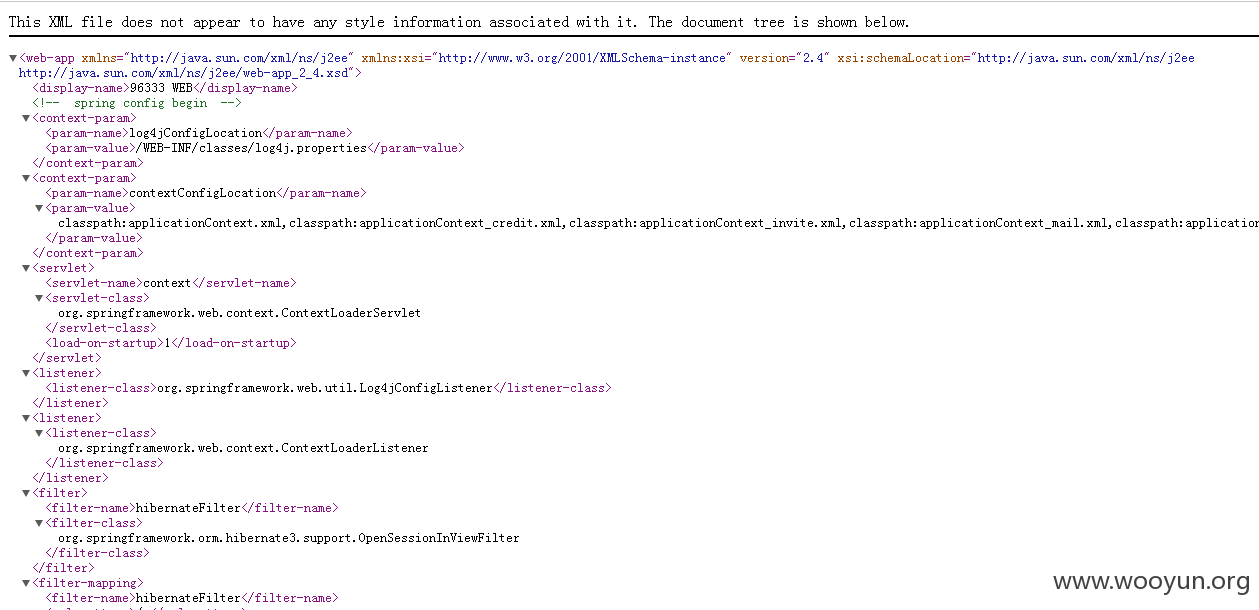 This XML file does not appear to have any style information associated with it. The document tree is shown below.
▼<web-app xmlns="http://java.sun.com/xml/ns/j2ee" xmlns:xsi="http://www.w3.org/2001/XMLSchema-instance" version="2.4" xsi:schemaLocation="http://java.sun.com/xml/ns/j2ee
http://java.sun.com/xml/ns/j2ee/web-app_2_4.xsd">
<display-name>96333 WEB</display-name>
<!-- spring config begin -->
▼<context-param>
<param-name>log4jConfigLocation</param-name>
<param-value>/WEB-INF/classes/log4j.properties</param-value>
</context-param>
▼<context-param>
<param-name>contextConfigLocation</param-name>
▼<param-value>
classpath:applicationContext.xml,classpath:applicationContext_credit.xml,classpath:applicationContext_invite.xml,classpath:applicationContext_mail.xml,classpath:application
</param-value>
</context-param>
▼<servlet>
<servlet-name>context</servlet-name>
▼<servlet-class>
org.springframework.web.context.ContextLoaderServlet
</servlet-class>
<load-on-startup>1</load-on-startup>
</servlet>
▼<listener>
<listener-class>org.springframework.web.util.Log4jConfigListener</listener-class>
</listener>
▼<listener>
▼<listener-class>
org.springframework.web.context.ContextLoaderListener
</listener-class>
</listener>
▼<filter>
<filter-name>hibernateFilter</filter-name>
▼<filter-class>
org.springframework.orm.hibernate3.support.OpenSessionInViewFilter
</filter-class>
</filter>
▼<filter-mapping>
<filter-name>hibernateFilter</filter-name>
www.wooyun.org